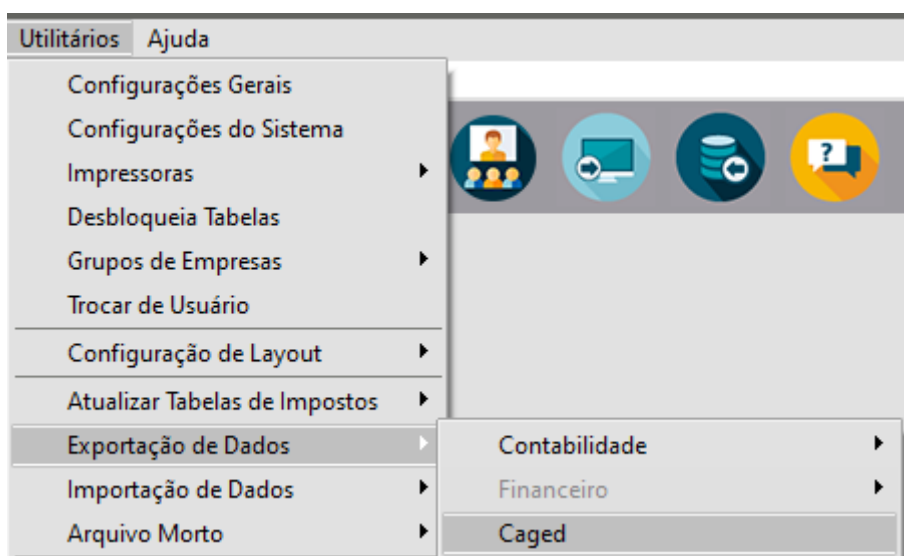 Utilitários Ajuda
Configurações Gerais
Configurações do Sistema
Impressoras
Desbloqueia Tabelas
Grupos de Empresas
Trocar de Usuário
Configuração de Layout
Atualizar Tabelas de Impostos
Exportação de Dados
Importação de Dados
Arquivo Morto
Contabilidade
Financeiro
Caged
?